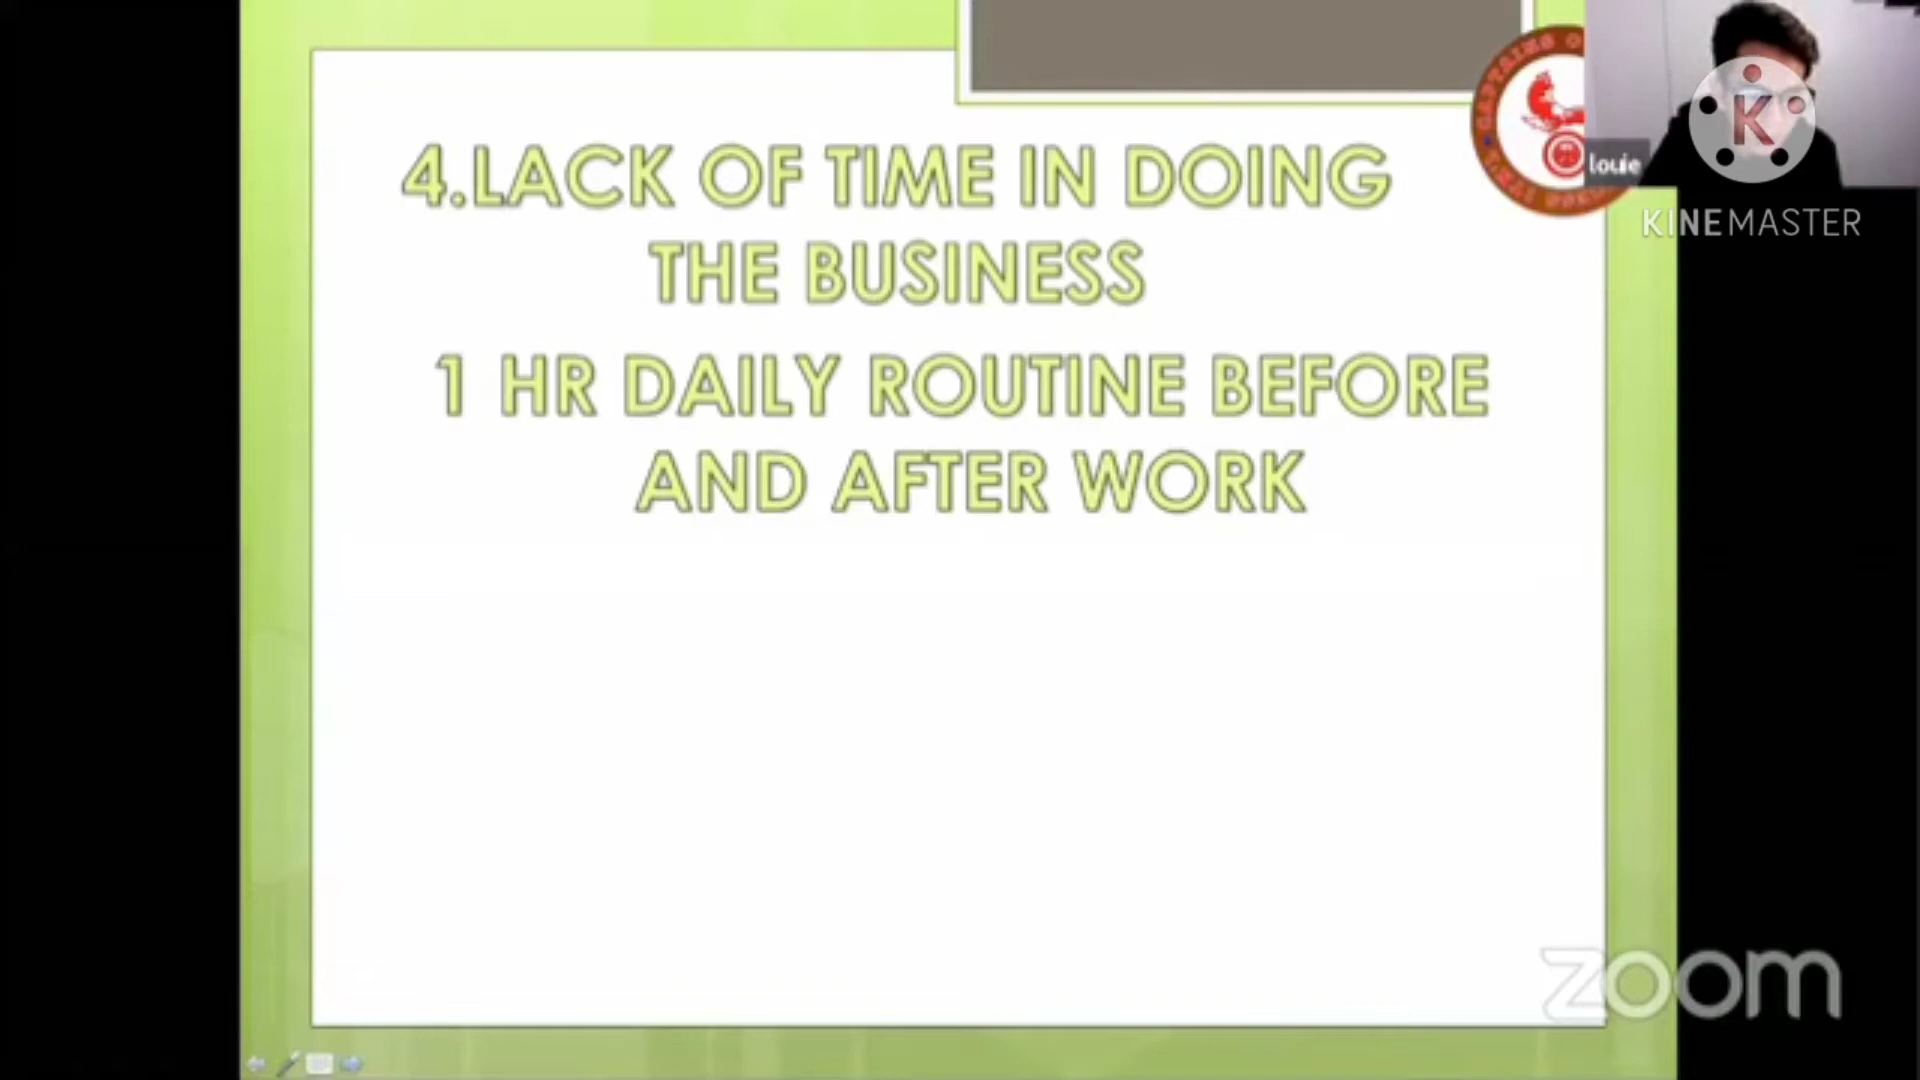 4.LACK OF TIME IN DOING
THE BUSINESS
1 HR DAILY ROUTINE BEFORE
AND AFTER WORK
louie
K
KINEMASTER
zoom